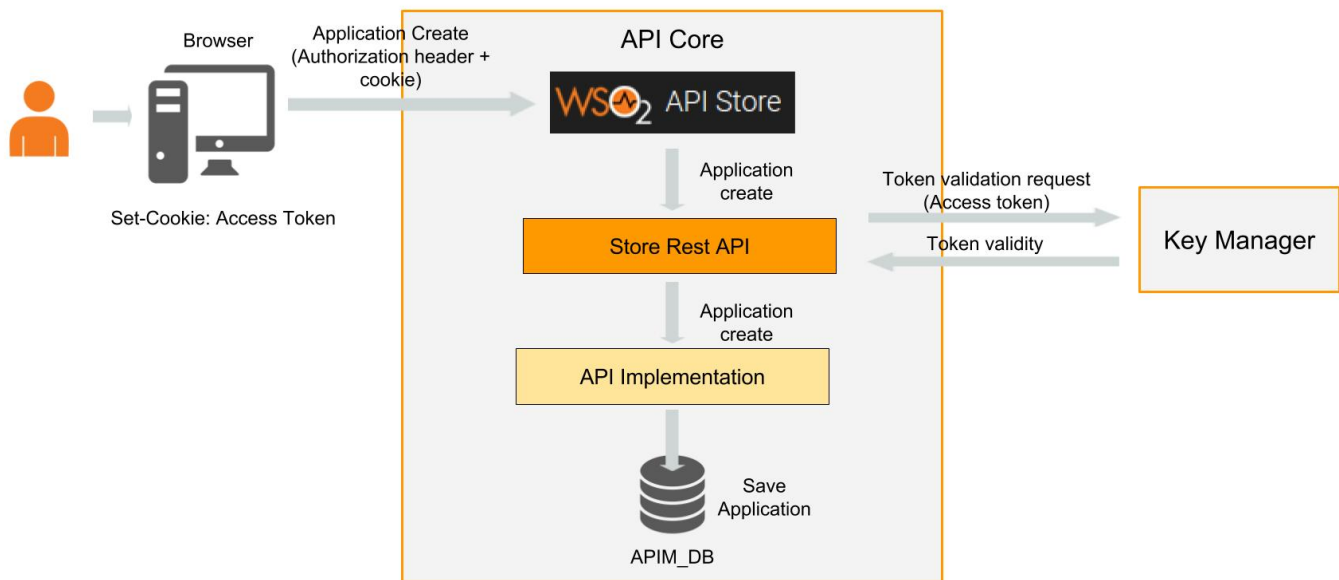 API Core
Browser
Application Create
(Authorization header +
cookie)
WSO2 API Store
Set-Cookie: Access Token
Application
create
Token validation request
(Access token)
Store Rest API
Token validity
Key Manager
Application
create
API Implementation
Save
Application
APIM_DB